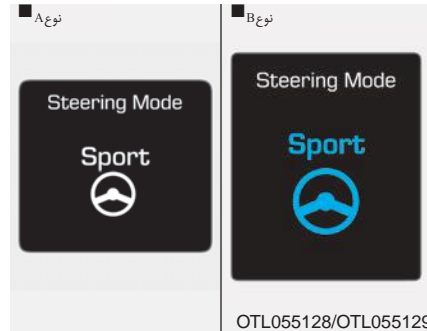 ■ نوعA
Steering Mode
Sport
■ نوعB
Steering Mode
Sport
OTL055128/OTL055129